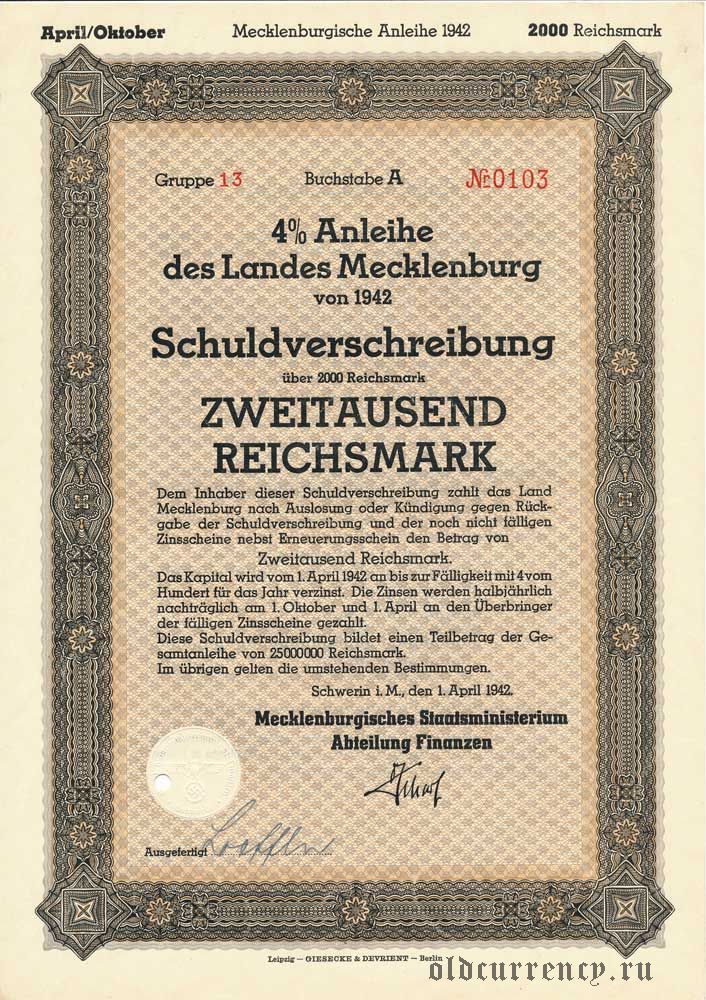 April/Oktober Mecklenburgische Anleihe 1942 2000 Reichsmark
Gruppe 13 Buchstabe A № 0103
4% Anleihe
des Landes Mecklenburg
von 1942
Schuldverschreibung
über 2000 Reichsmark
ZWEITAUSEND
REICHSMARK
Dem Inhaber dieser Schuldverschreibung zahlt das Land
Mecklenburg nach Auslosung oder Kündigung gegen Rück-
gabe der Schuldverschreibung und der noch nicht fälligen
Zinsscheine nebst Erneuerungsschein den Betrag von
Zweitausend Reichsmark.
Das Kapital wird vom 1. April 1942 an bis zur Fälligkeit mit 4 vom
Hundert für das Jahr verzinst. Die Zinsen werden halbjährlich
nachträglich am 1. Oktober und 1. April an den Überbringer
der fälligen Zinsscheine gezahlt.
Diese Schuldverschreibung bildet einen Teilbetrag der Ge-
samtanleihe von 25000000 Reichsmark.
Im übrigen gelten die umstehenden Bestimmungen.
Schwerin i. M., den 1. April 1942.
Mecklenburgisches Staatsministerium
Abteilung Finanzen
Ausgefertigt
Leipzig — GIESECKE & DEVRIENT — Berlin
oldcurrency.ru